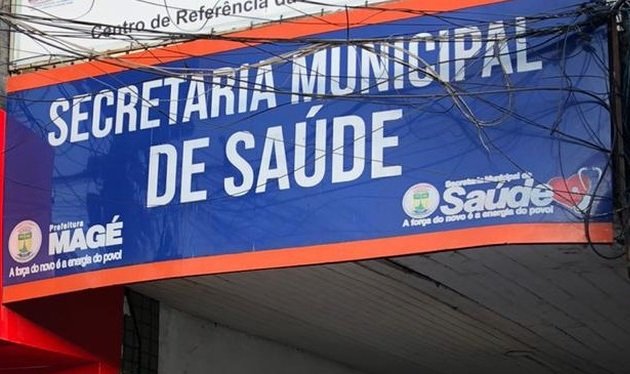 Centro de Referência da
SECRETARIA MUNICIPAL
DE SAÚDE
Prefeitura
MAGÉ
A força do novo é a energia do povo!
Secretaria Municipal de
Saúde
A força do novo é a energia do povo!